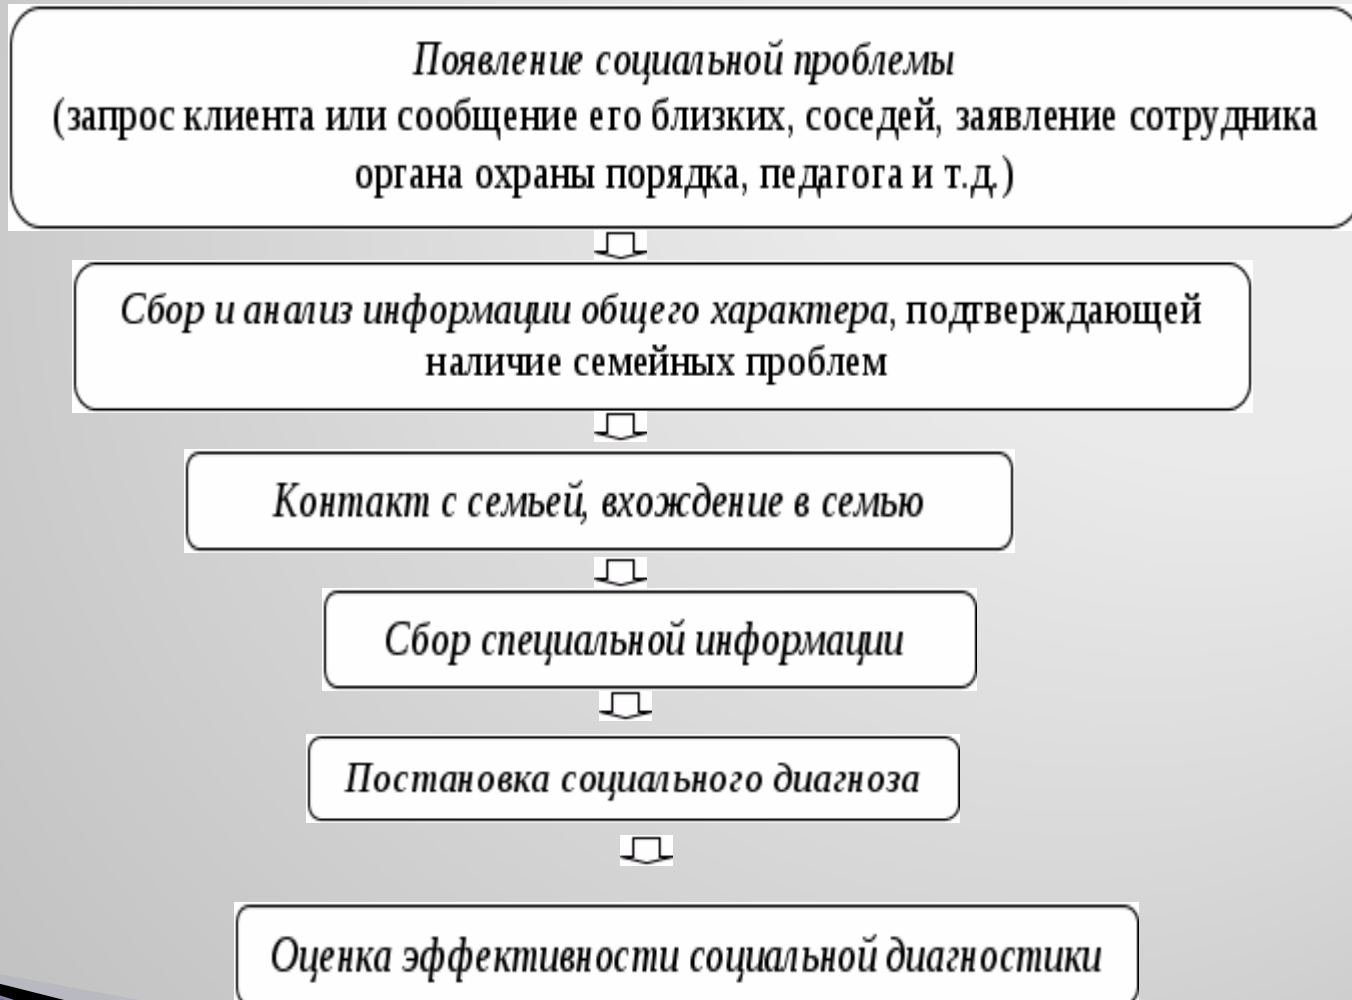 Появление социальной проблемы
(запрос клиента или сообщение его близких, соседей, заявление сотрудника
органа охраны порядка, педагога и т.д.)
Сбор и анализ информации общего характера, подтверждающей
наличие семейных проблем
Контакт с семьей, вхождение в семью
Сбор специальной информации
Постановка социального диагноза
Оценка эффективности социальной диагностики